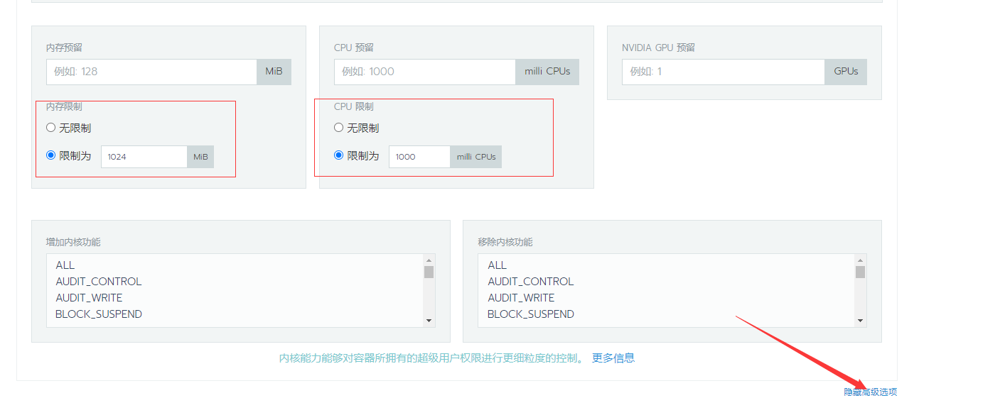 内存预留
例如: 128 MiB
内存限制
无限制
限制为 1024 MiB
CPU 预留
例如: 1000 milli CPUs
CPU 限制
无限制
限制为 1000 milli CPUs
NVIDIA GPU 预留
例如: 1 GPUs
增加内核功能
ALL
AUDIT_CONTROL
AUDIT_WRITE
BLOCK_SUSPEND
移除内核功能
ALL
AUDIT_CONTROL
AUDIT_WRITE
BLOCK_SUSPEND
内核能力能够对容器所拥有的超级用户权限进行更细粒度的控制。 更多信息
隐藏高级选项